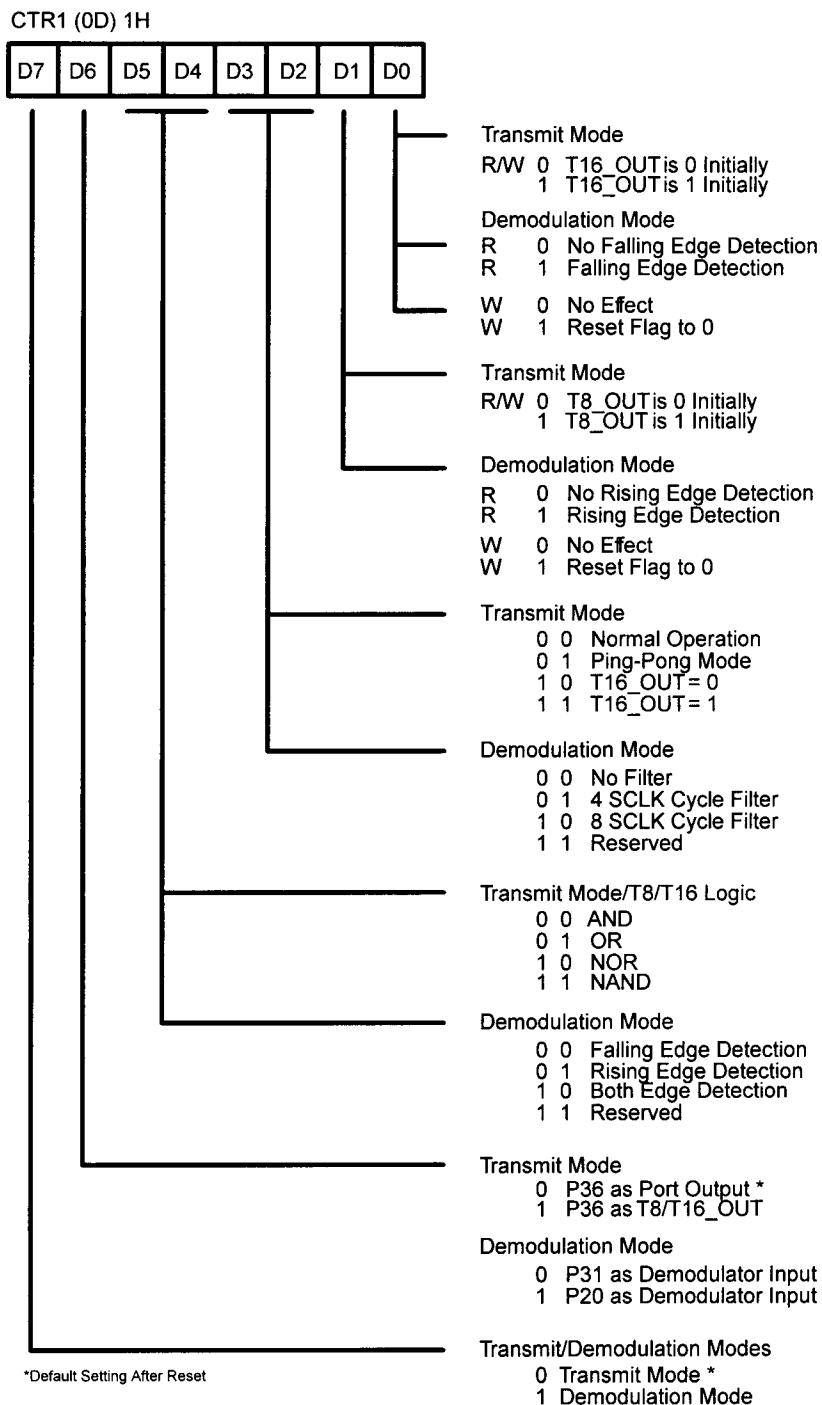 CTR1 (0D) 1H
D7 D6 D5 D4 D3 D2 D1 D0
Transmit Mode
R/W 0 T16_OUT is 0 Initially
1 T16_OUT is 1 Initially
Demodulation Mode
R 0 No Falling Edge Detection
R 1 Falling Edge Detection
W 0 No Effect
W 1 Reset Flag to 0
Transmit Mode
R/W 0 T8_OUT is 0 Initially
1 T8_OUT is 1 Initially
Demodulation Mode
R 0 No Rising Edge Detection
R 1 Rising Edge Detection
W 0 No Effect
W 1 Reset Flag to 0
Transmit Mode
0 0 Normal Operation
0 1 Ping-Pong Mode
1 0 T16_OUT = 0
1 1 T16_OUT = 1
Demodulation Mode
0 0 No Filter
0 1 4 SCLK Cycle Filter
1 0 8 SCLK Cycle Filter
1 1 Reserved
Transmit Mode/T8/T16 Logic
0 0 AND
0 1 OR
1 0 NOR
1 1 NAND
Demodulation Mode
0 0 Falling Edge Detection
0 1 Rising Edge Detection
1 0 Both Edge Detection
1 1 Reserved
Transmit Mode
0 P36 as Port Output *
1 P36 as T8/T16_OUT
Demodulation Mode
0 P31 as Demodulator Input
1 P20 as Demodulator Input
Transmit/Demodulation Modes
0 Transmit Mode *
1 Demodulation Mode
*Default Setting After Reset